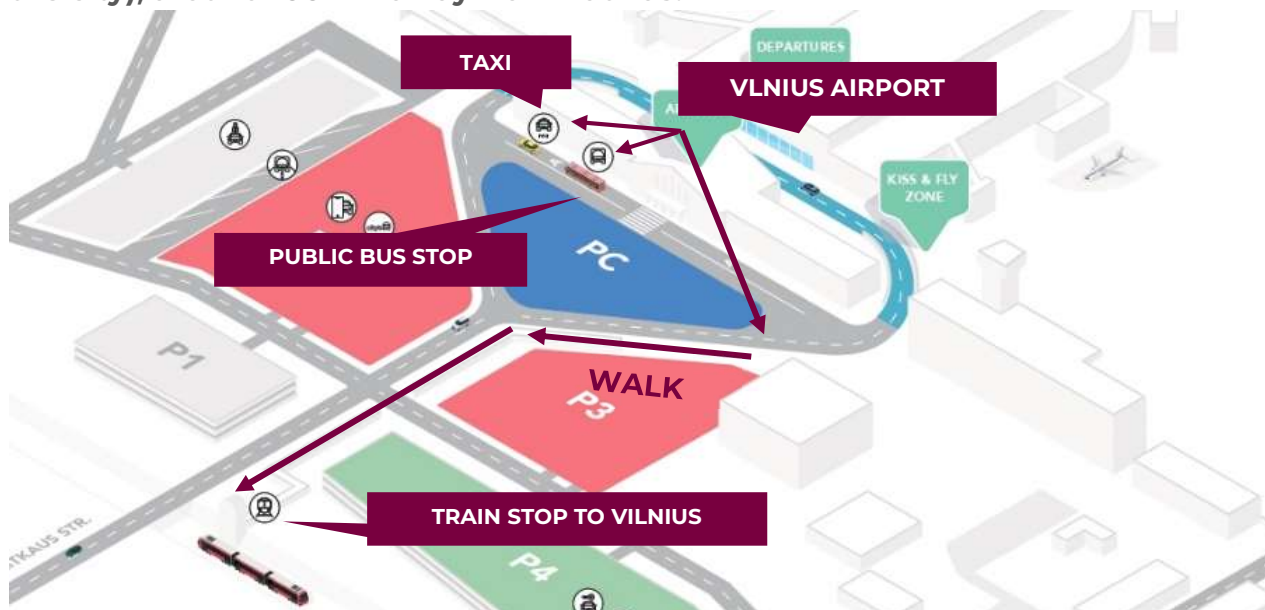 TAXI
DEPARTURES
VLNIUS AIRPORT
KISS & FLY
ZONE
PUBLIC BUS STOP
PC
P1
WALK
P3
TRAIN STOP TO VILNIUS
STR.
P4